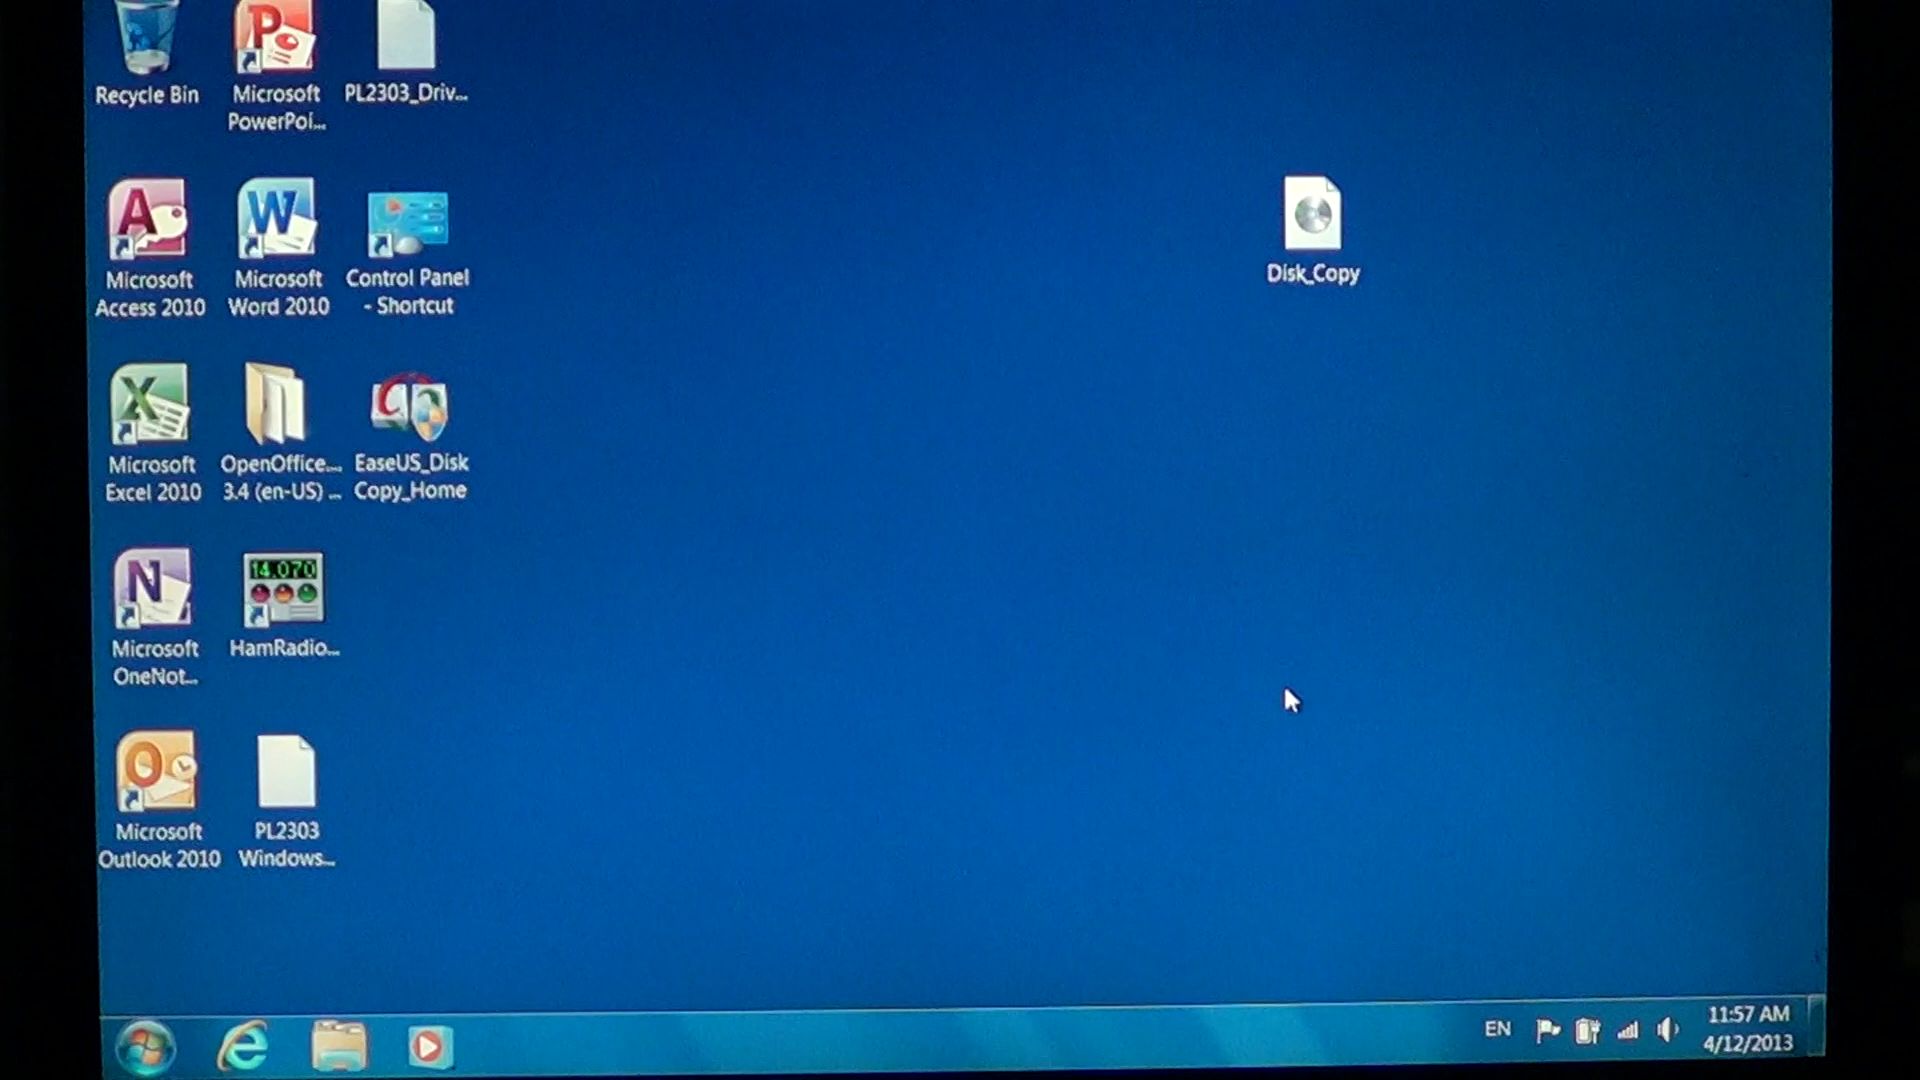 Recycle Bin
Microsoft
PowerPoi...
PL2303_Driv...
Microsoft
Access 2010
Microsoft
Word 2010
Control Panel
- Shortcut
Disk_Copy
Microsoft
Excel 2010
OpenOffice....
3.4 (en-US) ...
EaseUS_Disk
Copy_Home
Microsoft
OneNot...
14.070
HamRadio...
Microsoft
Outlook 2010
PL2303
Windows...
EN
11:57 AM
4/12/2013